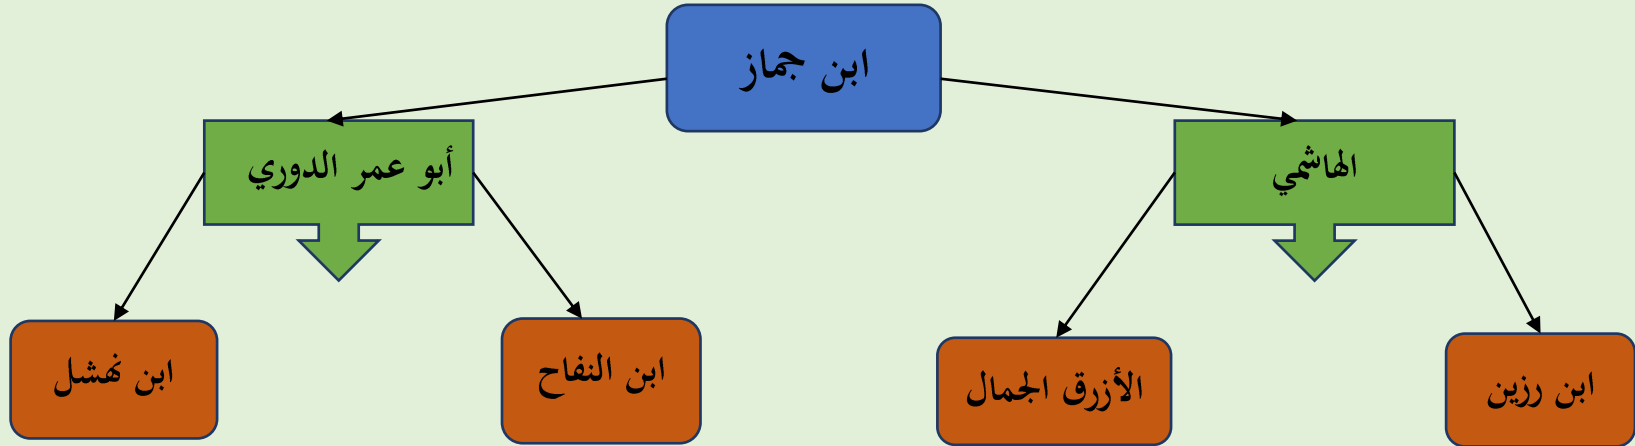 ابن جماز
الهاشمي
أبو عمر الدوري
ابن رزين
الأزرق الجمال
ابن النفاح
ابن نهشل